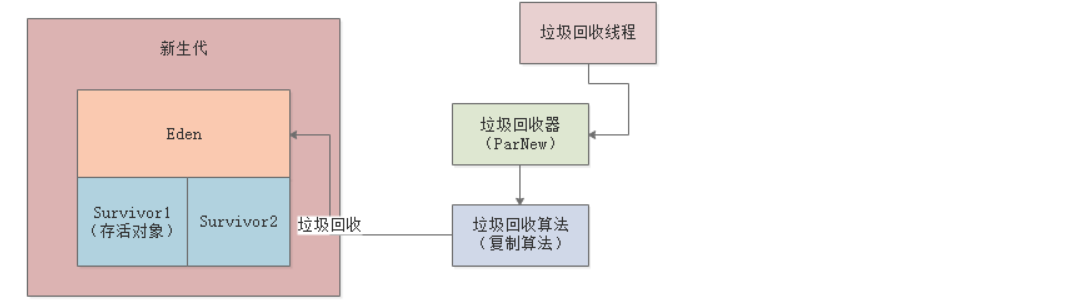 新生代
Eden
Survivor1
（存活对象）
Survivor2
垃圾回收
垃圾回收线程
垃圾回收器
（ParNew）
垃圾回收算法
（复制算法）